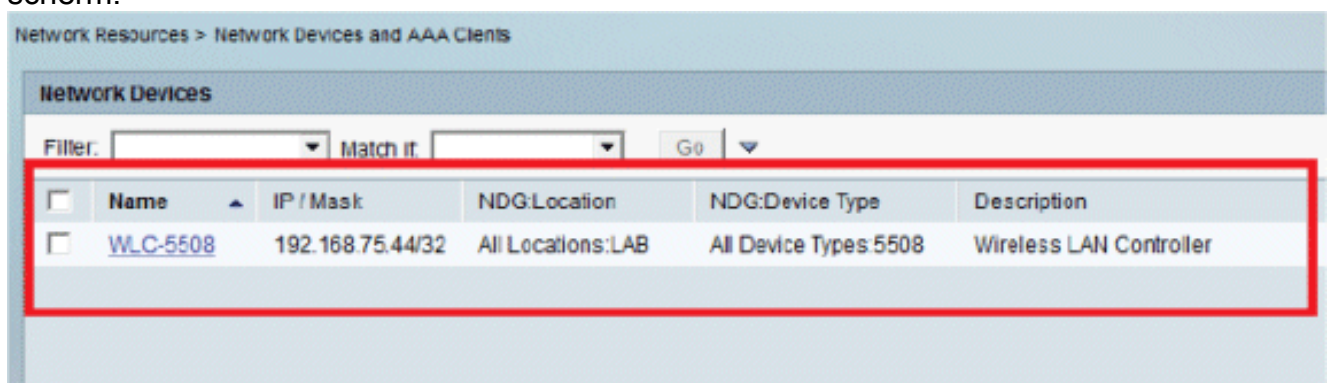 scherm.
Network Resources > Network Devices and AAA Clients
Network Devices
Filter: Match if: Go
Name IP / Mask NDG:Location NDG:Device Type Description
WLC-5508 192.168.75.44/32 All Locations:LAB All Device Types:5508 Wireless LAN Controller